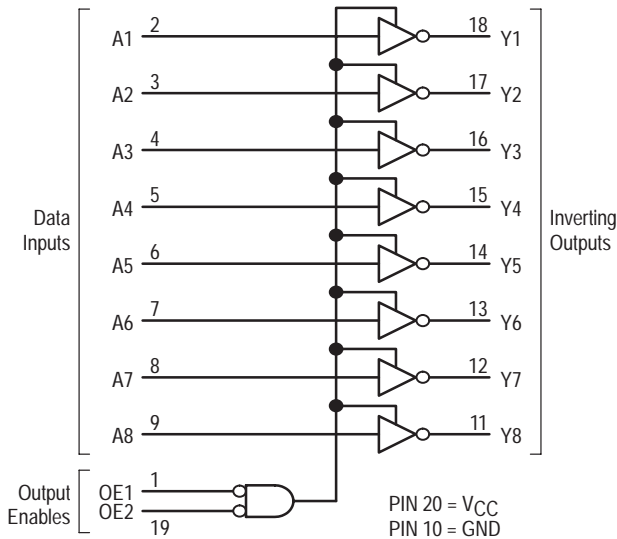 A1 2 18 Y1
A2 3 17 Y2
A3 4 16 Y3
A4 5 15 Y4
Data
Inputs
Inverting
Outputs
A5 6 14 Y5
A6 7 13 Y6
A7 8 12 Y7
A8 9 11 Y8
Output
Enables
OE1 1
OE2 19
PIN 20 = VCC
PIN 10 = GND